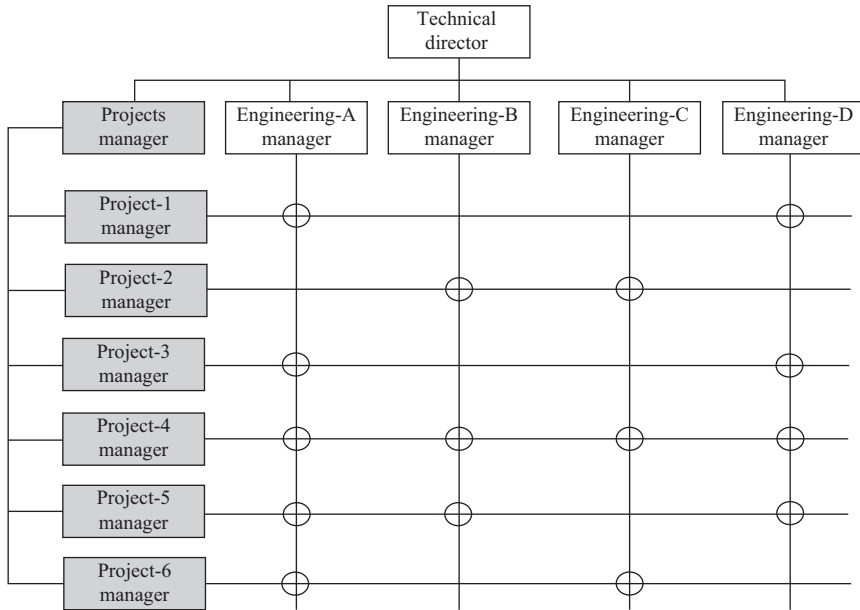 Technical
director
Projects
manager
Engineering-A
manager
Engineering-B
manager
Engineering-C
manager
Engineering-D
manager
Project-1
manager
Project-2
manager
Project-3
manager
Project-4
manager
Project-5
manager
Project-6
manager